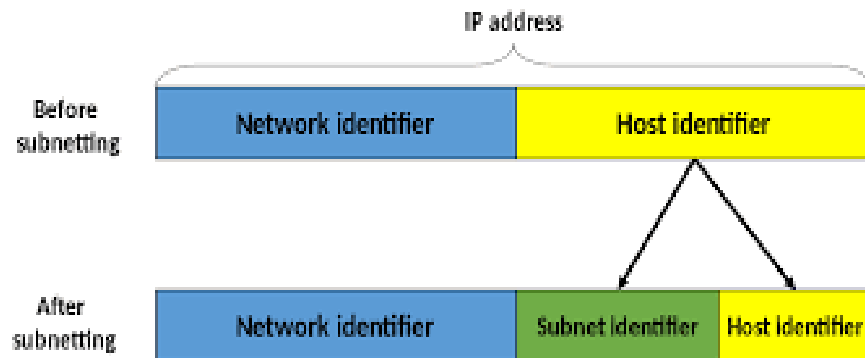 IP address
Before
subnetting
Network identifier
Host identifier
After
subnetting
Network identifier
Subnet identifier
Host identifier